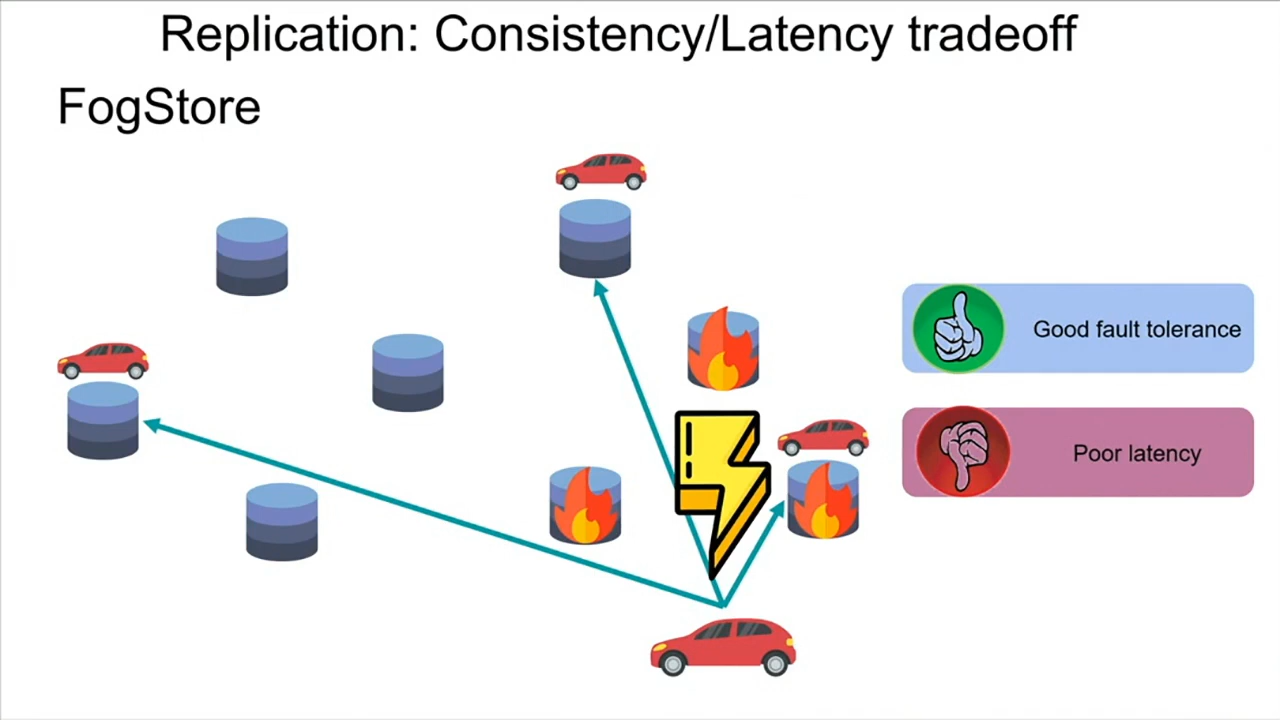 Replication: Consistency/Latency tradeoff
FogStore
Good fault tolerance
Poor latency